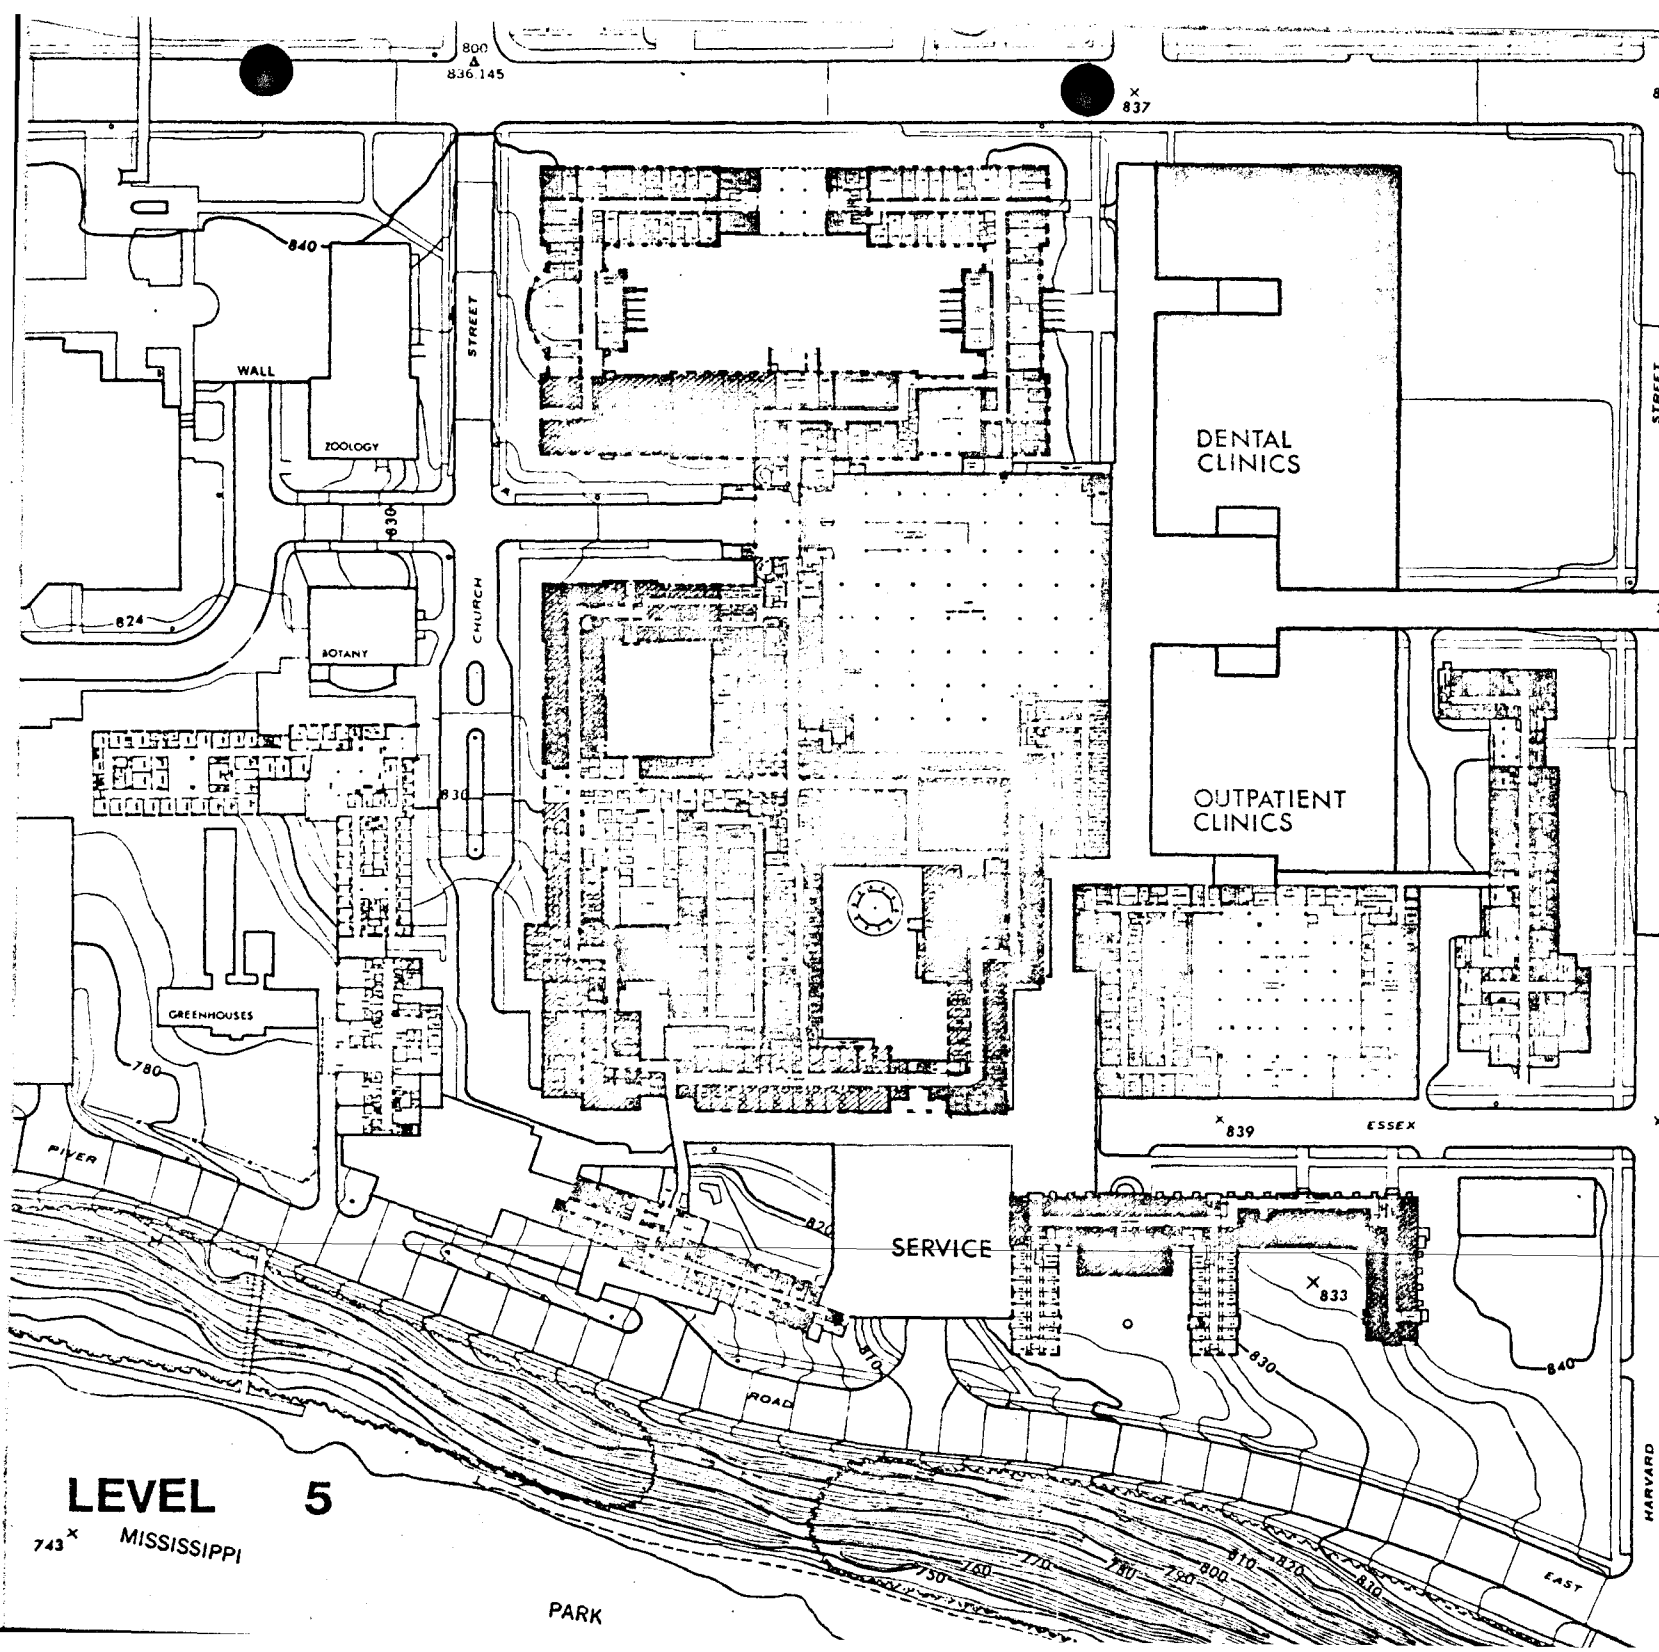 800
836.145
837
840
STREET
WALL
ZOOLOGY
830
DENTAL
CLINICS
STREET
CHURCH
824
BOTANY
830
OUTPATIENT
CLINICS
GREENHOUSES
780
839
ESSEX
RIVER
820
SERVICE
833
810
830
840
ROAD
HARVARD
LEVEL 5
743
MISSISSIPPI
750
760
770
780
790
800
810
820
830
EAST
PARK